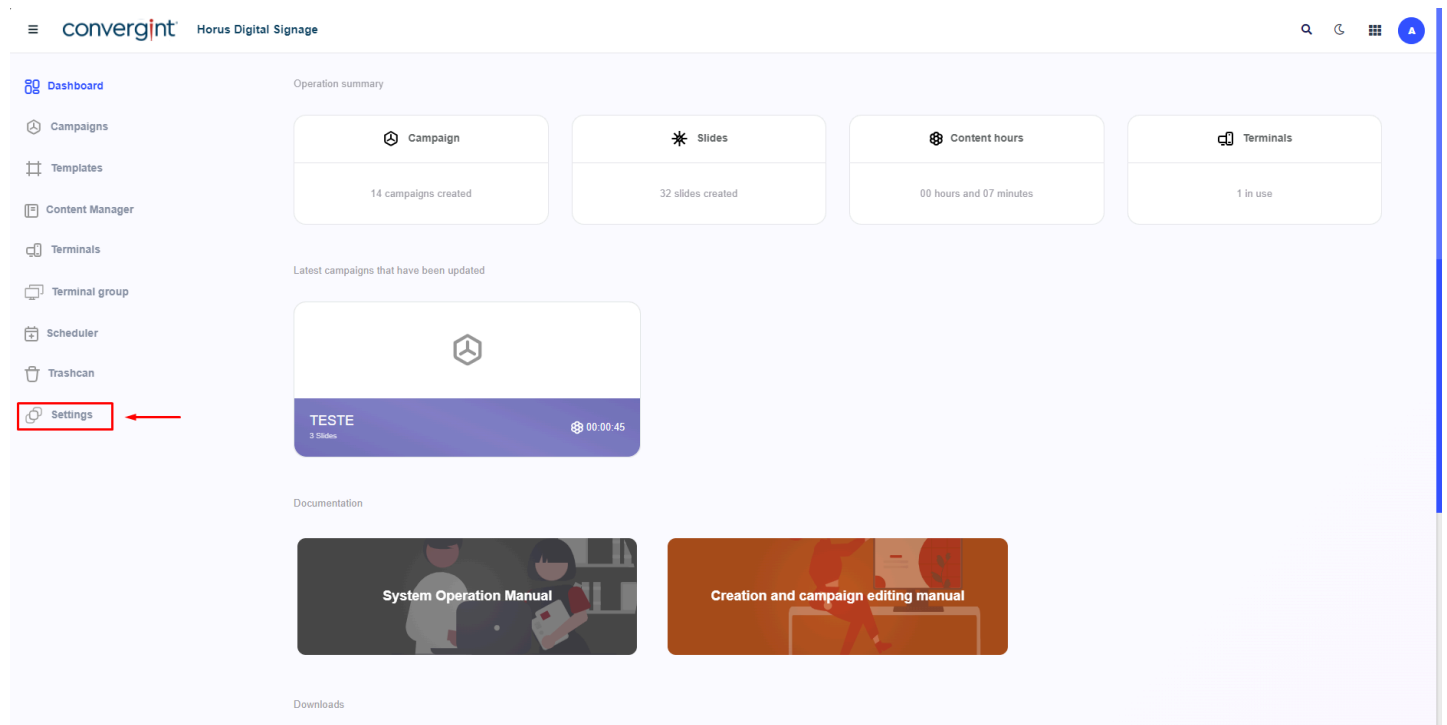 convergint Horus Digital Signage
A
Dashboard
Campaigns
Templates
Content Manager
Terminals
Terminal group
Scheduler
Trashcan
Settings
Operation summary
Campaign
14 campaigns created
Slides
32 slides created
Content hours
00 hours and 07 minutes
Terminals
1 in use
Latest campaigns that have been updated
TESTE
3 Slides
00:00:45
Documentation
System Operation Manual
Creation and campaign editing manual
Downloads